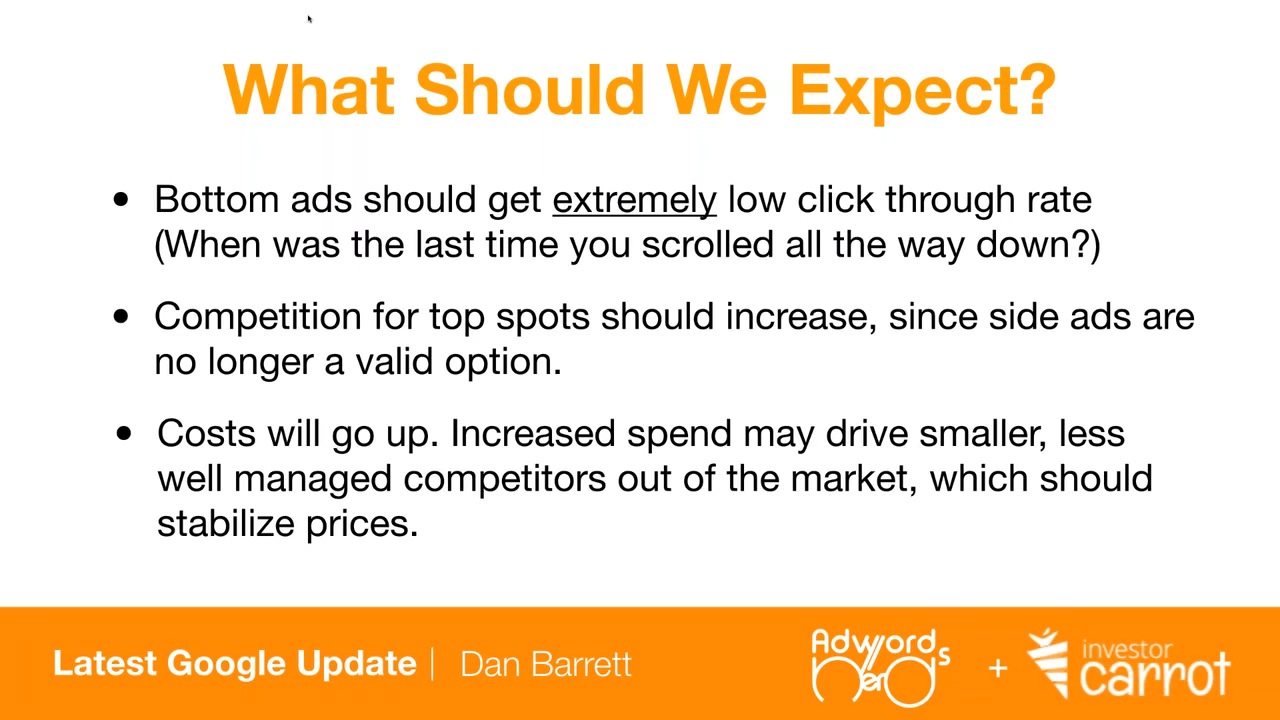 What Should We Expect?
• Bottom ads should get extremely low click through rate
(When was the last time you scrolled all the way down?)
• Competition for top spots should increase, since side ads are
no longer a valid option.
• Costs will go up. Increased spend may drive smaller, less
well managed competitors out of the market, which should
stabilize prices.
Latest Google Update | Dan Barrett
AdWords
Nerds
+
investor
carrot